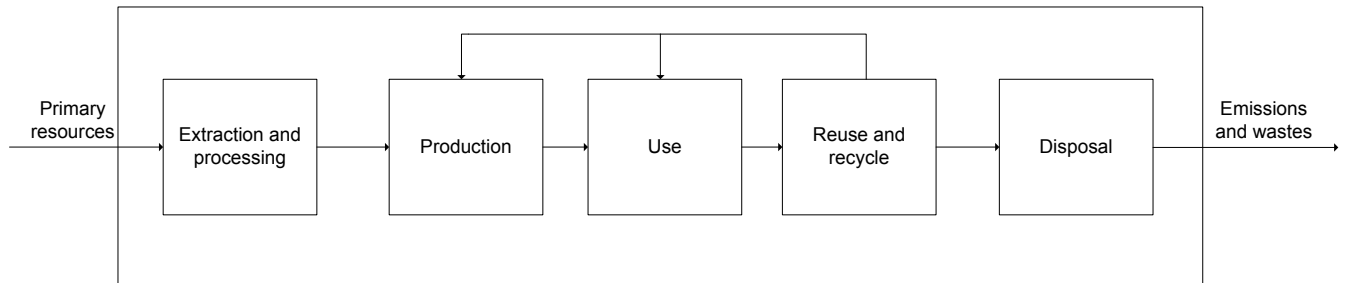 Primary
resources
Extraction and
processing
Production
Use
Reuse and
recycle
Disposal
Emissions
and wastes